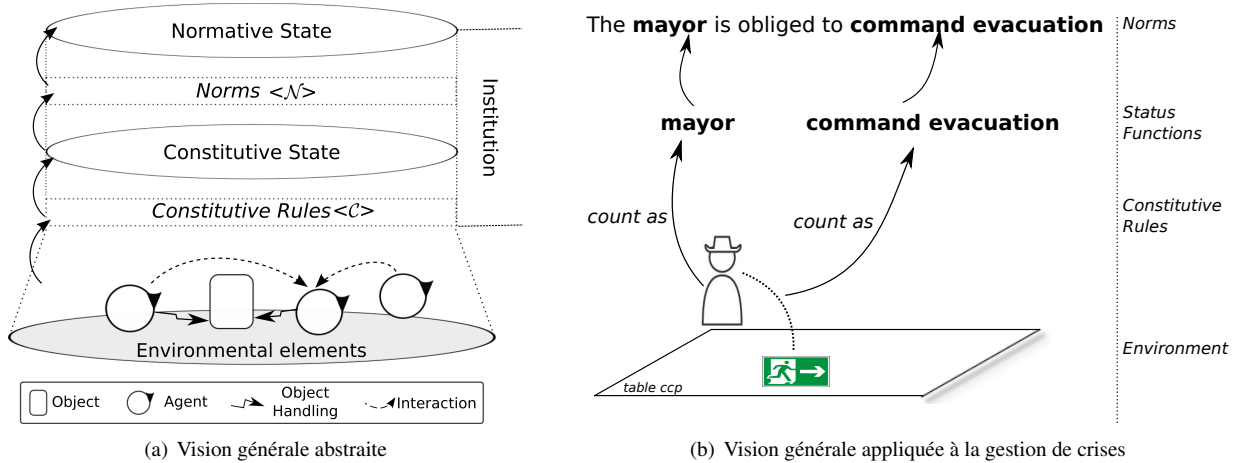 Normative State
Norms <N>
Constitutive State
Constitutive Rules<C>
Institution
Environmental elements
Object
Agent
Object
Handling
Interaction
(a) Vision générale abstraite
The mayor is obliged to command evacuation
Norms
mayor
command evacuation
Status
Functions
count as
count as
Constitutive
Rules
Environment
table ccp
(b) Vision générale appliquée à la gestion de crises